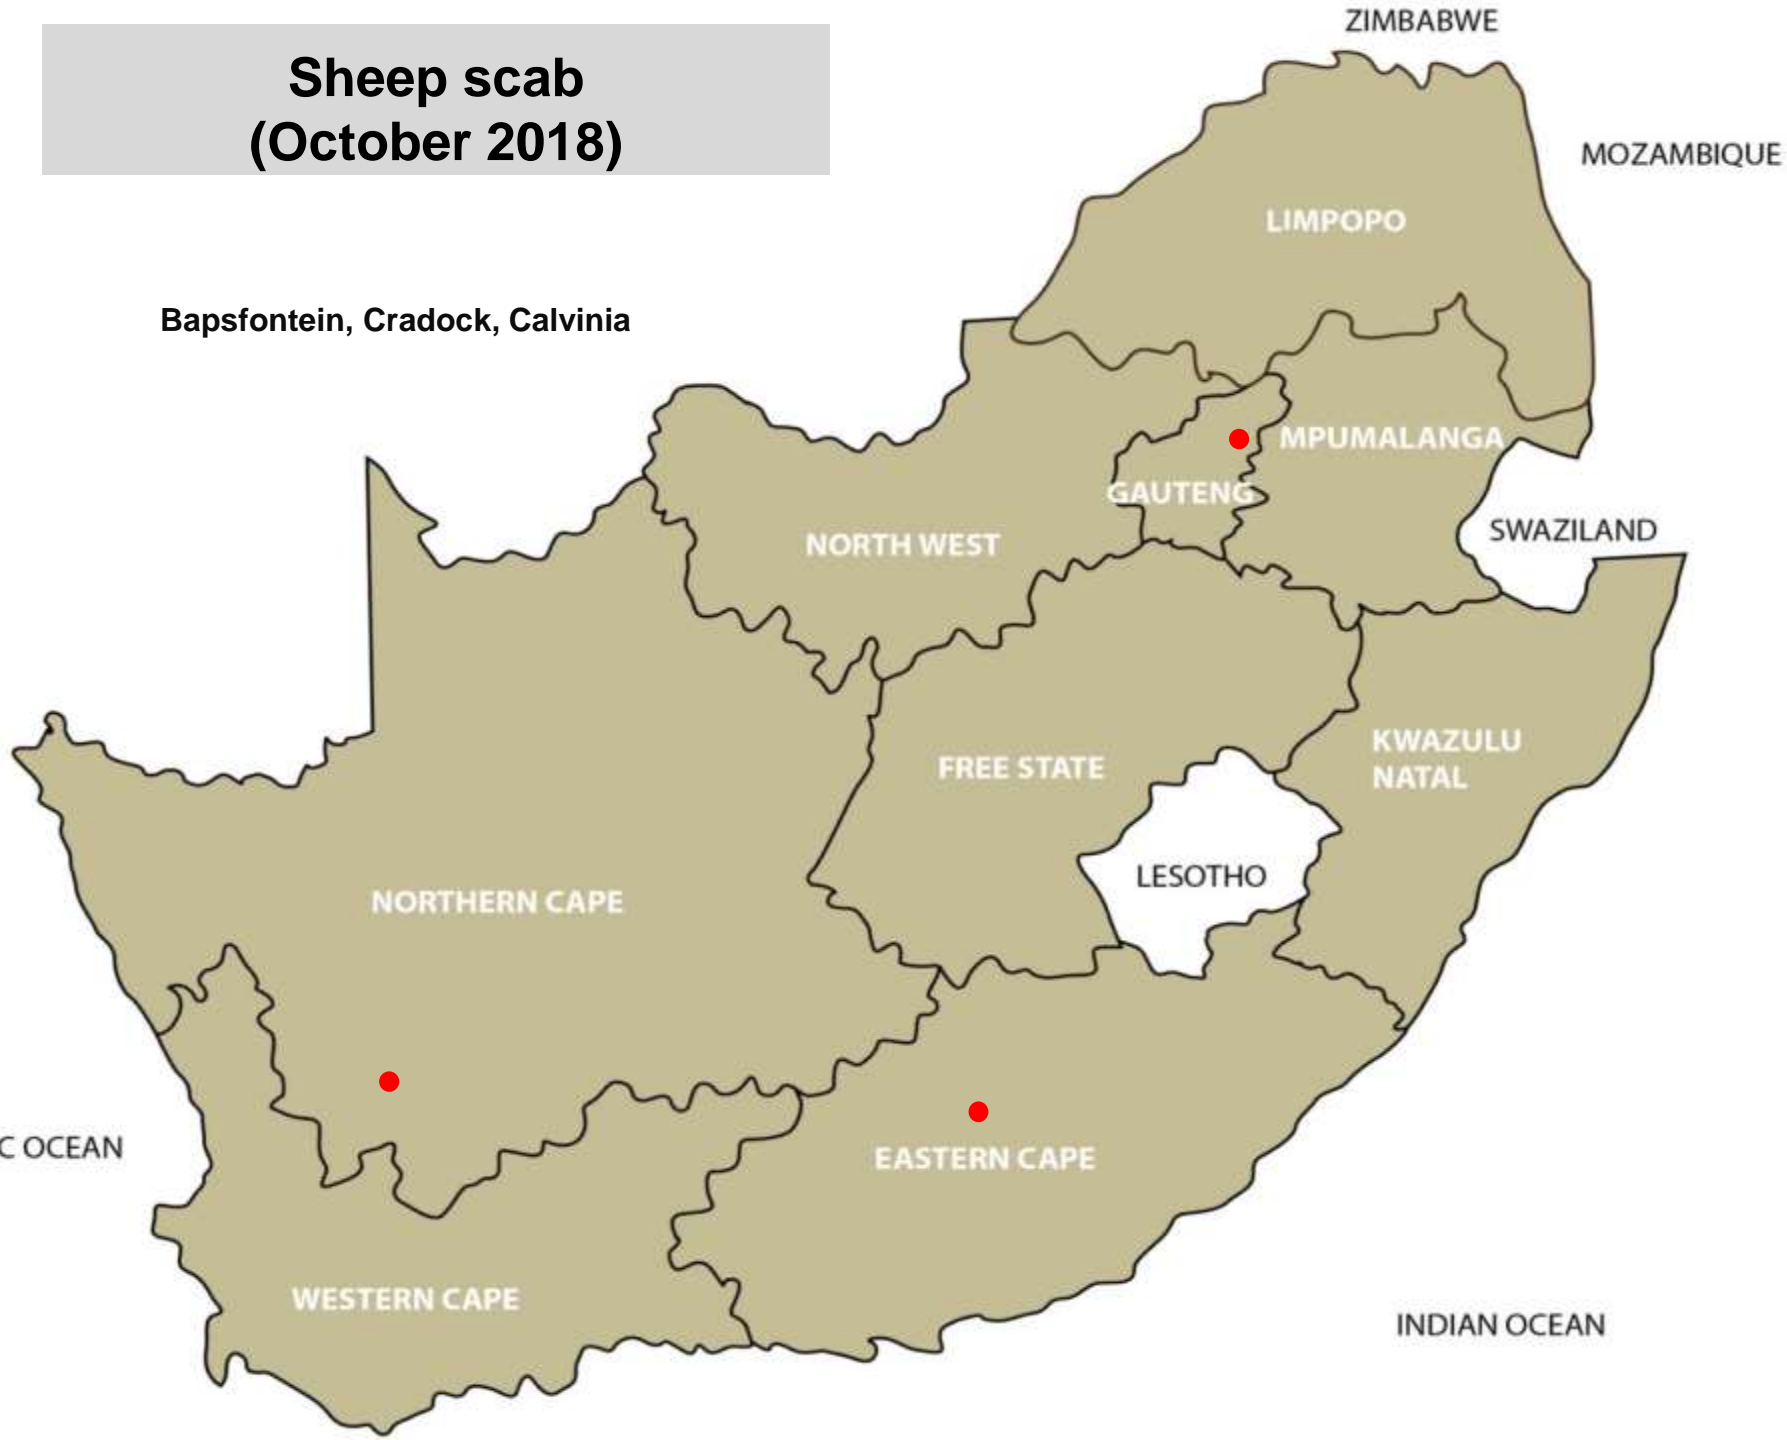 ZIMBABWE
Sheep scab
(October 2018)
MOZAMBIQUE
LIMPOPO
Bapsfontein, Cradock, Calvinia
MPUMALANGA
GAUTENG
SWAZILAND
NORTH WEST
KWAZULU
NATAL
FREE STATE
LESOTHO
NORTHERN CAPE
C OCEAN
EASTERN CAPE
WESTERN CAPE
INDIAN OCEAN